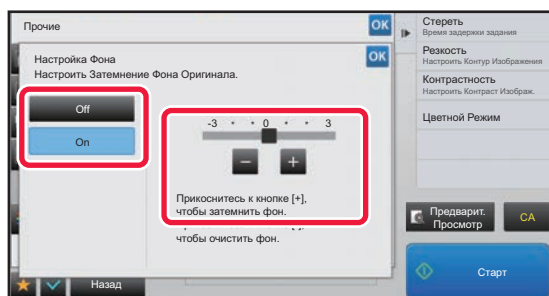 Прочие
OK
Настройка Фона
Настроить Затемнение Фона Оригинала.
OK
Off
On
-3 • • 0 • • 3
− +
Прикоснитесь к кнопке [+],
чтобы затемнить фон.
чтобы очистить фон.
Назад
Стереть
Время задержки задания
Резкость
Настроить Контур Изображения
Контрастность
Настроить Контраст Изображ.
Цветной Режим
Предварит.
Просмотр
CA
Старт